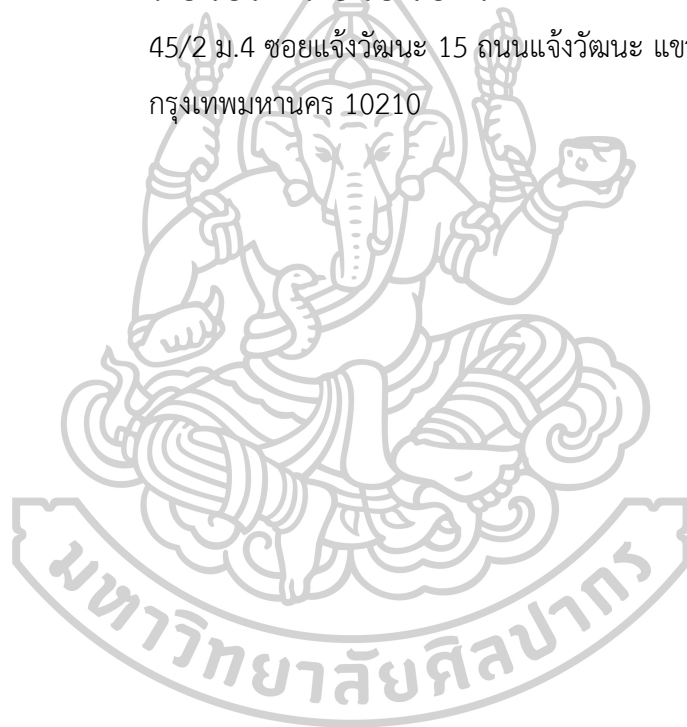 45/2 ม.4 ซอยแจ้งวัฒนะ 15 ถนนแจ้งวัฒนะ
กรุงเทพมหานคร 10210
มหาวิทยาลัยศิลปากร